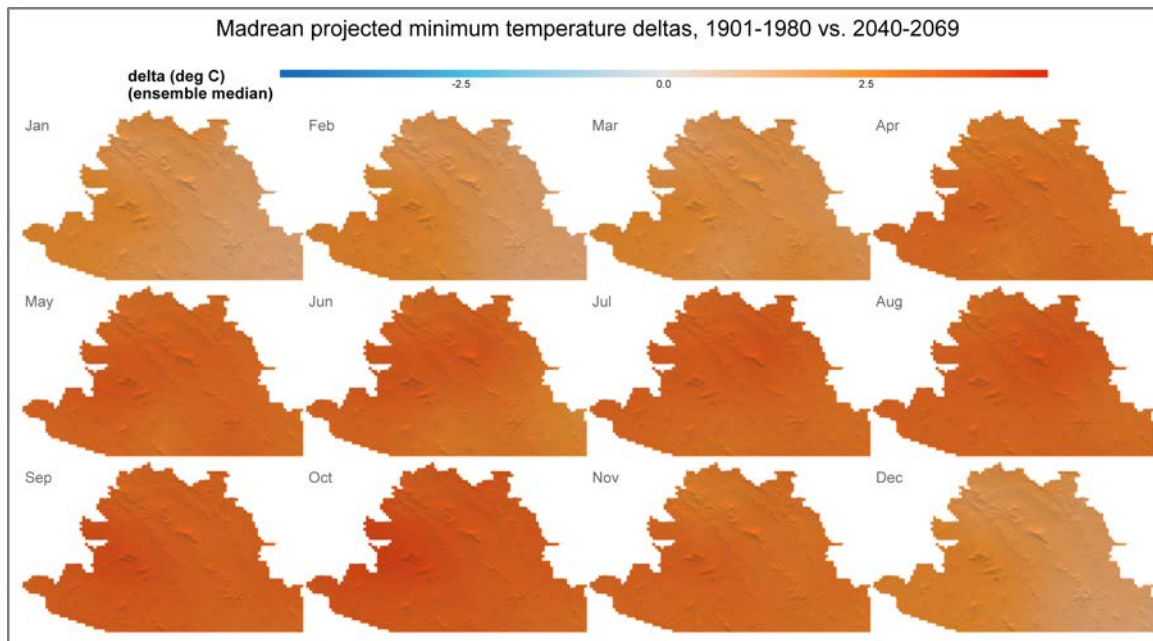 Madrean projected minimum temperature deltas, 1901-1980 vs. 2040-2069
delta (deg C)
(ensemble median)
-2.5 0.0 2.5
Jan Feb Mar Apr
May Jun Jul Aug
Sep Oct Nov Dec